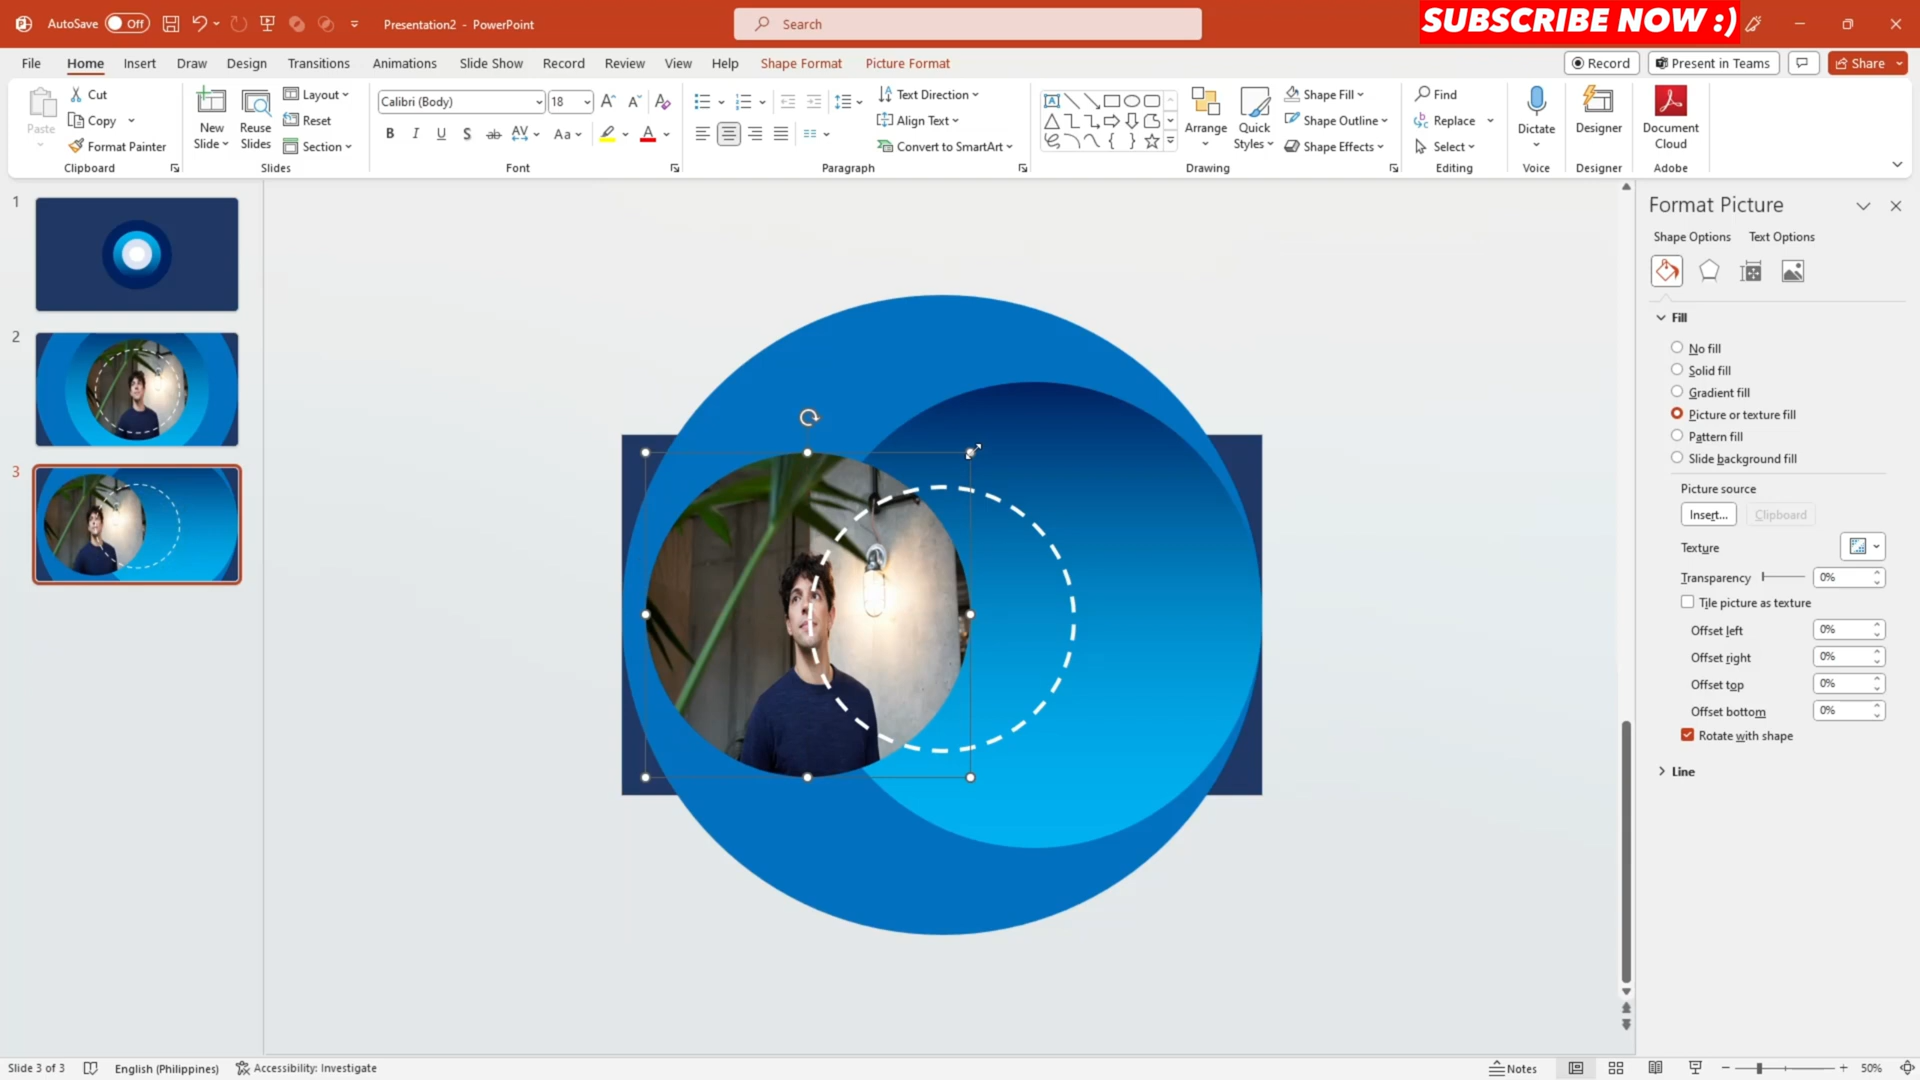 AutoSave Off Presentation2 - PowerPoint Search SUBSCRIBE NOW :)
File Home Insert Draw Design Transitions Animations Slide Show Record Review View Help Shape Format Picture Format Record Present in Teams Share
Paste Cut Copy Format Painter Clipboard
New Slide Reuse Slides Layout Reset Section Slides
Calibri (Body) 18 A A A B I U S ab AV Aa A Font
Text Direction Align Text Convert to SmartArt Paragraph
Arrange Quick Styles Shape Fill Shape Outline Shape Effects Drawing
Find Replace Select Editing
Dictate Voice
Designer Designer
Document Cloud Adobe
1
2
3
Format Picture
Shape Options Text Options
Fill
No fill
Solid fill
Gradient fill
Picture or texture fill
Pattern fill
Slide background fill
Picture source
Insert... Clipboard
Texture
Transparency 0%
Tile picture as texture
Offset left 0%
Offset right 0%
Offset top 0%
Offset bottom 0%
Rotate with shape
Line
Slide 3 of 3 English (Philippines) Accessibility: Investigate Notes 50%